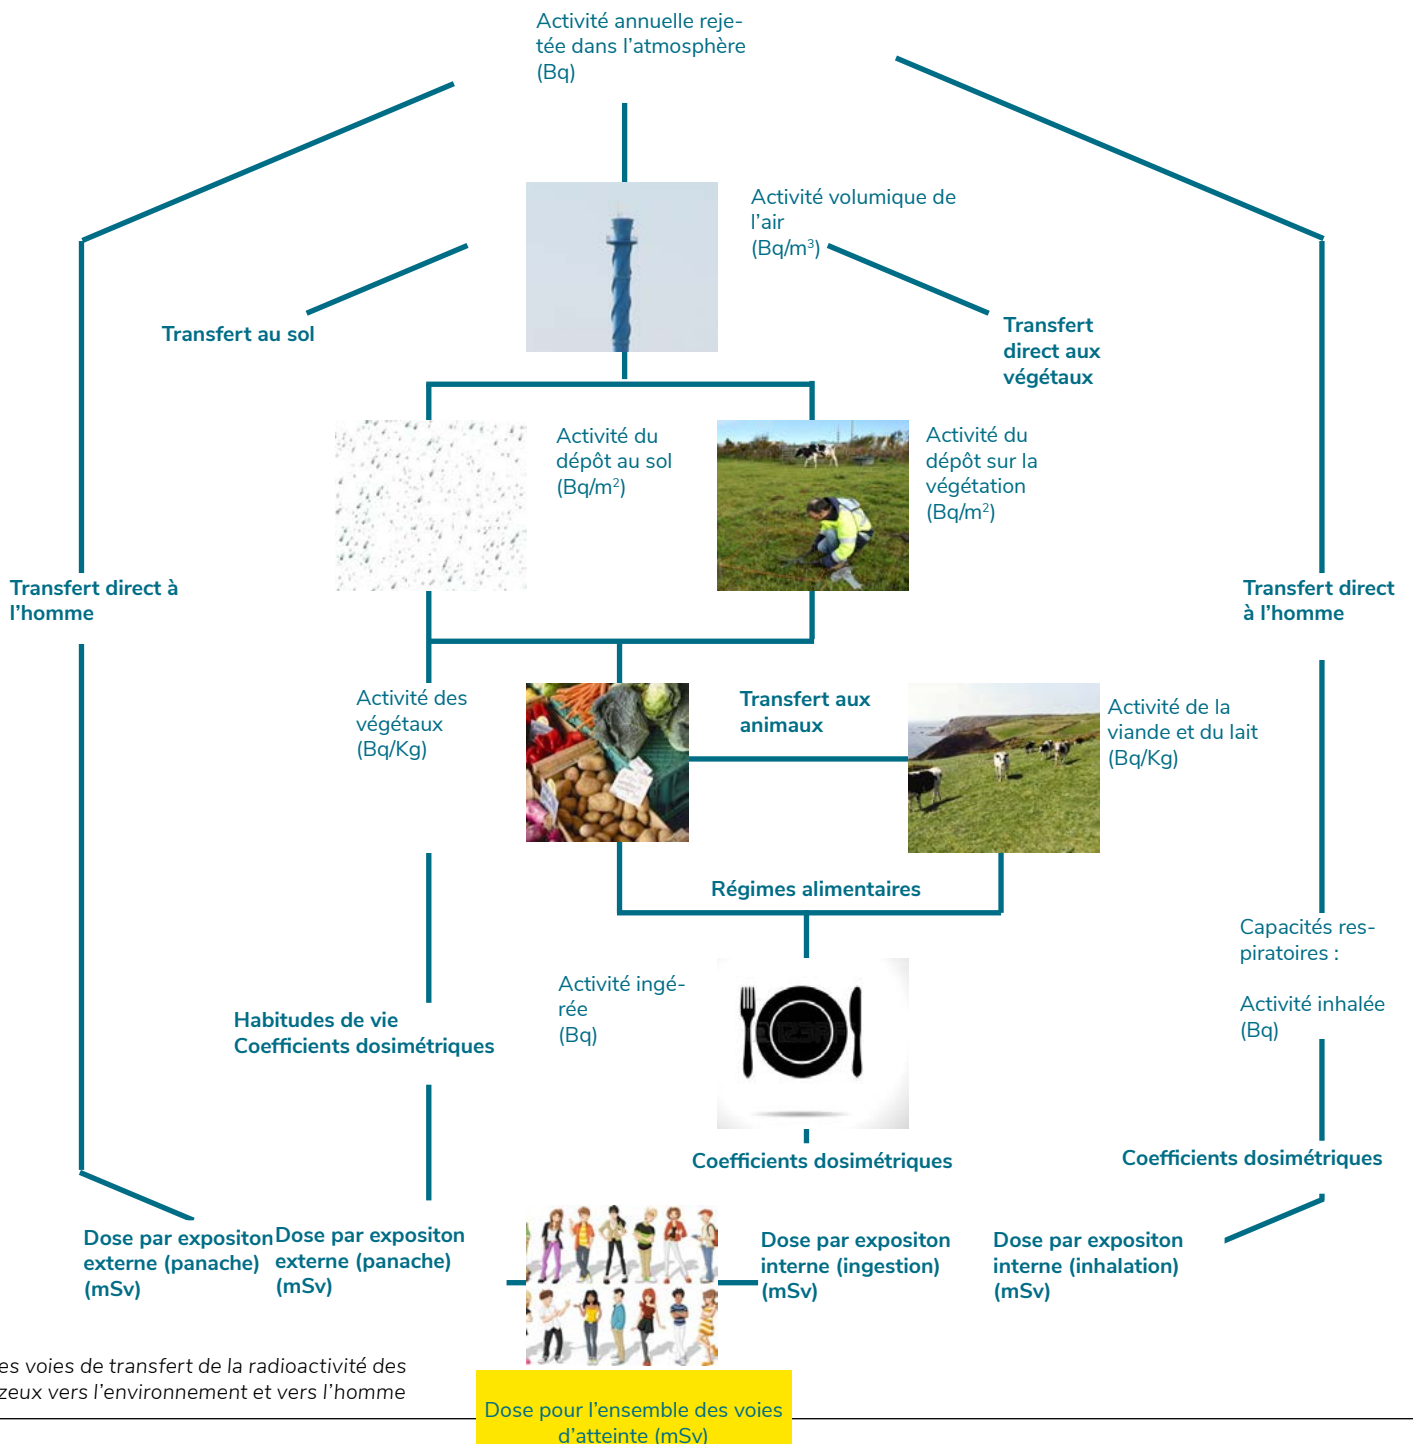 Activité annuelle reje-
tée dans l’atmosphère
(Bq)
Activité volumique de
l’air
(Bq/m³)
Transfert au sol
Transfert
direct aux
végétaux
Activité du
dépôt au sol
(Bq/m²)
Activité du
dépôt sur la
végétation
(Bq/m²)
Transfert direct à
l’homme
Transfert direct
à l’homme
Activité des
végétaux
(Bq/Kg)
Transfert aux
animaux
Activité de la
viande et du lait
(Bq/Kg)
Régimes alimentaires
Capacités res-
piratoires :
Activité inhalée
(Bq)
Activité ingé-
rée
(Bq)
Habitudes de vie
Coefficients dosimétriques
Coefficients dosimétriques
Coefficients dosimétriques
Dose par expositon
externe (panache)
(mSv)
Dose par expositon
externe (panache)
(mSv)
Dose par expositon
interne (ingestion)
(mSv)
Dose par expositon
interne (inhalation)
(mSv)
es voies de transfert de la radioactivité des
zeux vers l’environnement et vers l’homme
Dose pour l’ensemble des voies
d’atteinte (mSv)